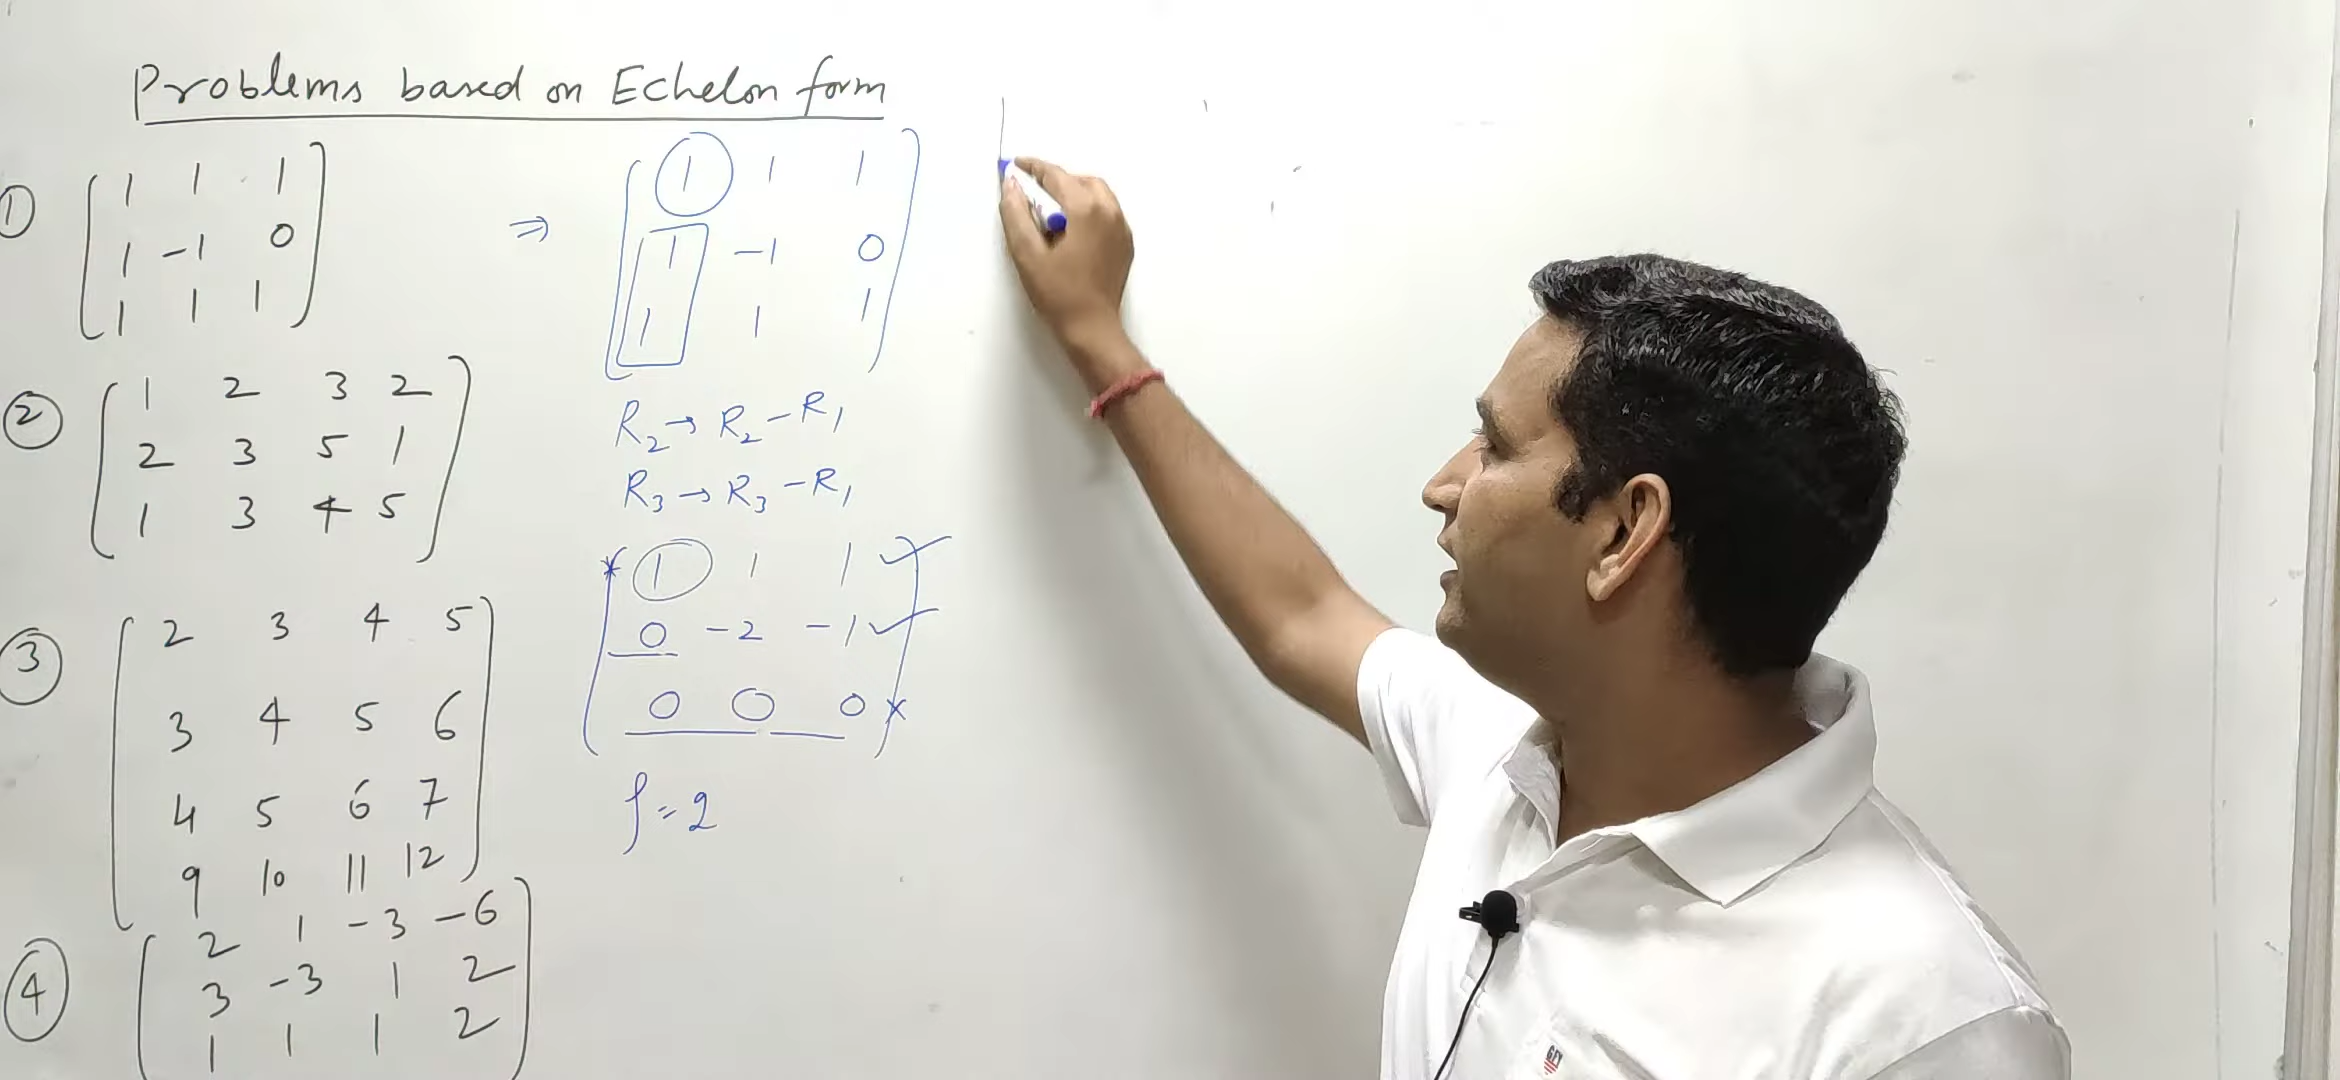 Problems based on Echelon form
① 1 1 1
1 -1 0
1 1 1
② 1 2 3 2
2 3 5 1
1 3 4 5
③ 2 3 4 5
3 4 5 6
4 5 6 7
9 10 11 12
④ 2 1 -3 -6
3 -3 1 2
1 1 1 2
⇒ 1 1 1
1 -1 0
1 1 1
R₂ → R₂ - R₁
R₃ → R₃ - R₁
* 1 1 1 ✓
0 -2 -1 ✓
0 0 0 *
ρ = 2
GFY